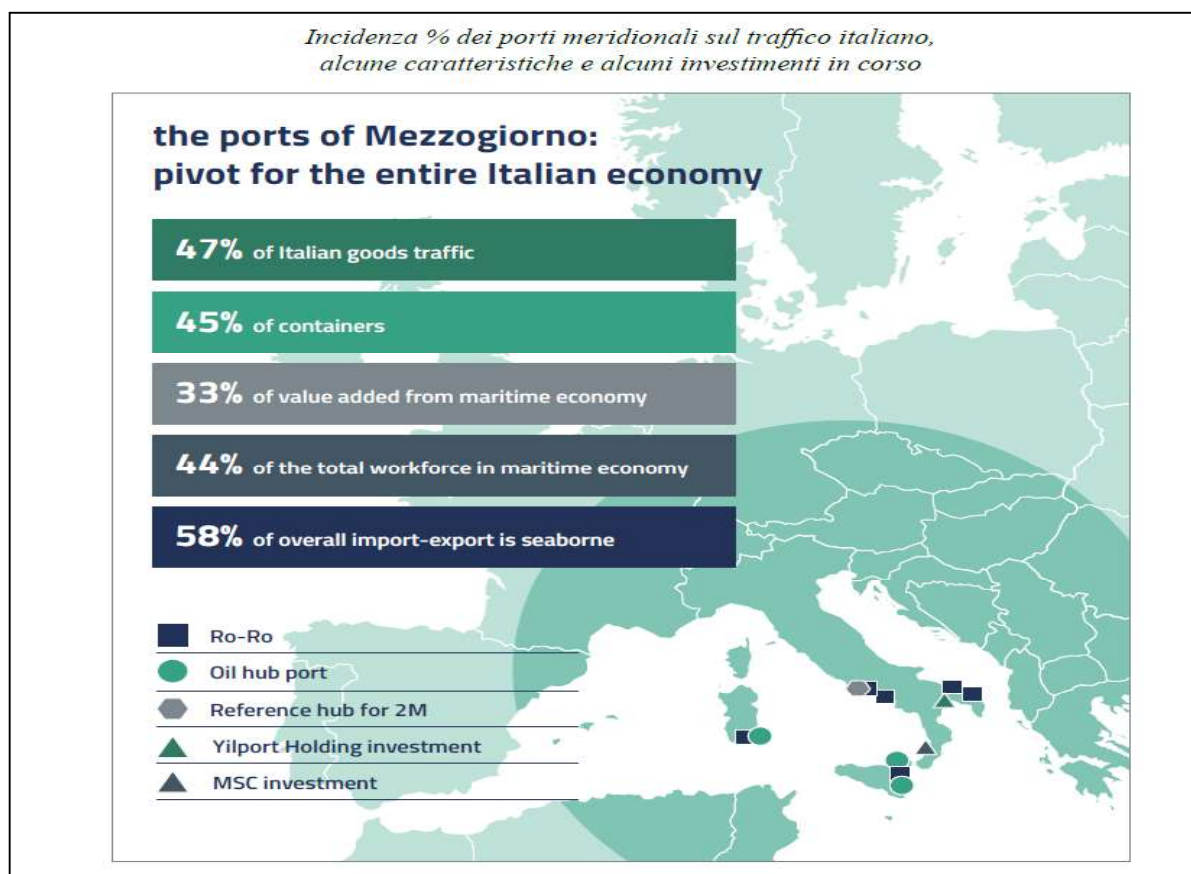 Incidenza % dei porti meridionali sul traffico italiano,
alcune caratteristiche e alcuni investimenti in corso
the ports of Mezzogiorno:
pivot for the entire Italian economy
47% of Italian goods traffic
45% of containers
33% of value added from maritime economy
44% of the total workforce in maritime economy
58% of overall import-export is seaborne
Ro-Ro
Oil hub port
Reference hub for 2M
Yilport Holding investment
MSC investment